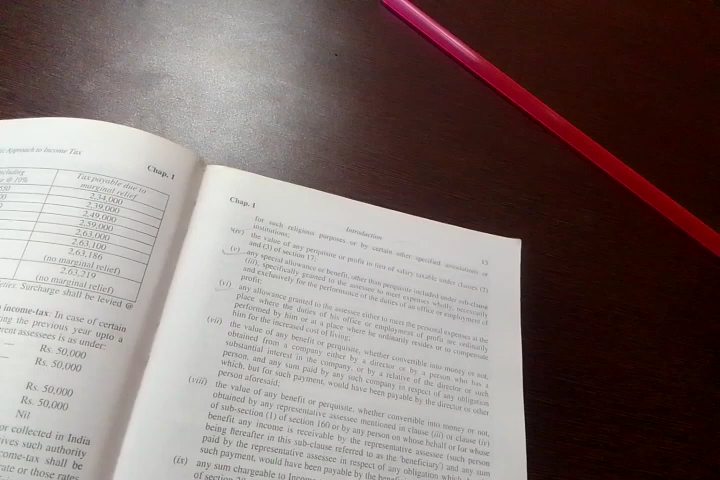 Approach to Income Tax
Chap. 1
including
@ 10%
Tax payable due to
marginal relief
2,34,000
2,39,000
2,49,000
2,59,000
2,63,000
2,63,100
2,63,186
(no marginal relief)
2,63,219
(no marginal relief)
Surcharge shall be levied @
income-tax: In case of certain
the previous year upto a
assessees is as under:
Rs. 50,000
Rs. 50,000
Rs. 50,000
Rs. 50,000
Nil
or collected in India
such authority
shall be
rate or those rates
Chap. 1
Introduction
15
for such religious purposes or by certain other specified associations or
institutions;
(iv) the value of any perquisite or profit in lieu of salary taxable under clauses (2)
and (3) of section 17;
(v) any special allowance or benefit, other than perquisite included under sub-clause
(iii), specifically granted to the assessee to meet expenses wholly, necessarily
and exclusively for the performance of the duties of an office or employment of
profit;
(vi) any allowance granted to the assessee either to meet the personal expenses at the
place where the duties of his office or employment of profit are ordinarily
performed by him or at a place where he ordinarily resides or to compensate
him for the increased cost of living;
(vii) the value of any benefit or perquisite, whether convertible into money or not,
obtained from a company either by a director or by a person who has a
substantial interest in the company, or by a relative of the director or such
person, and any sum paid by any such company in respect of any obligation
which, but for such payment, would have been payable by the director or other
person aforesaid;
(viii) the value of any benefit or perquisite, whether convertible into money or not,
obtained by any representative assessee mentioned in clause (iii) or clause (iv)
of sub-section (1) of section 160 or by any person on whose behalf or for whose
benefit any income is receivable by the representative assessee (such person
being hereafter in this sub-clause referred to as the 'beneficiary') and any sum
paid by the representative assessee in respect of any obligation which
such payment, would have been payable by the
(ix) any sum chargeable to
of section